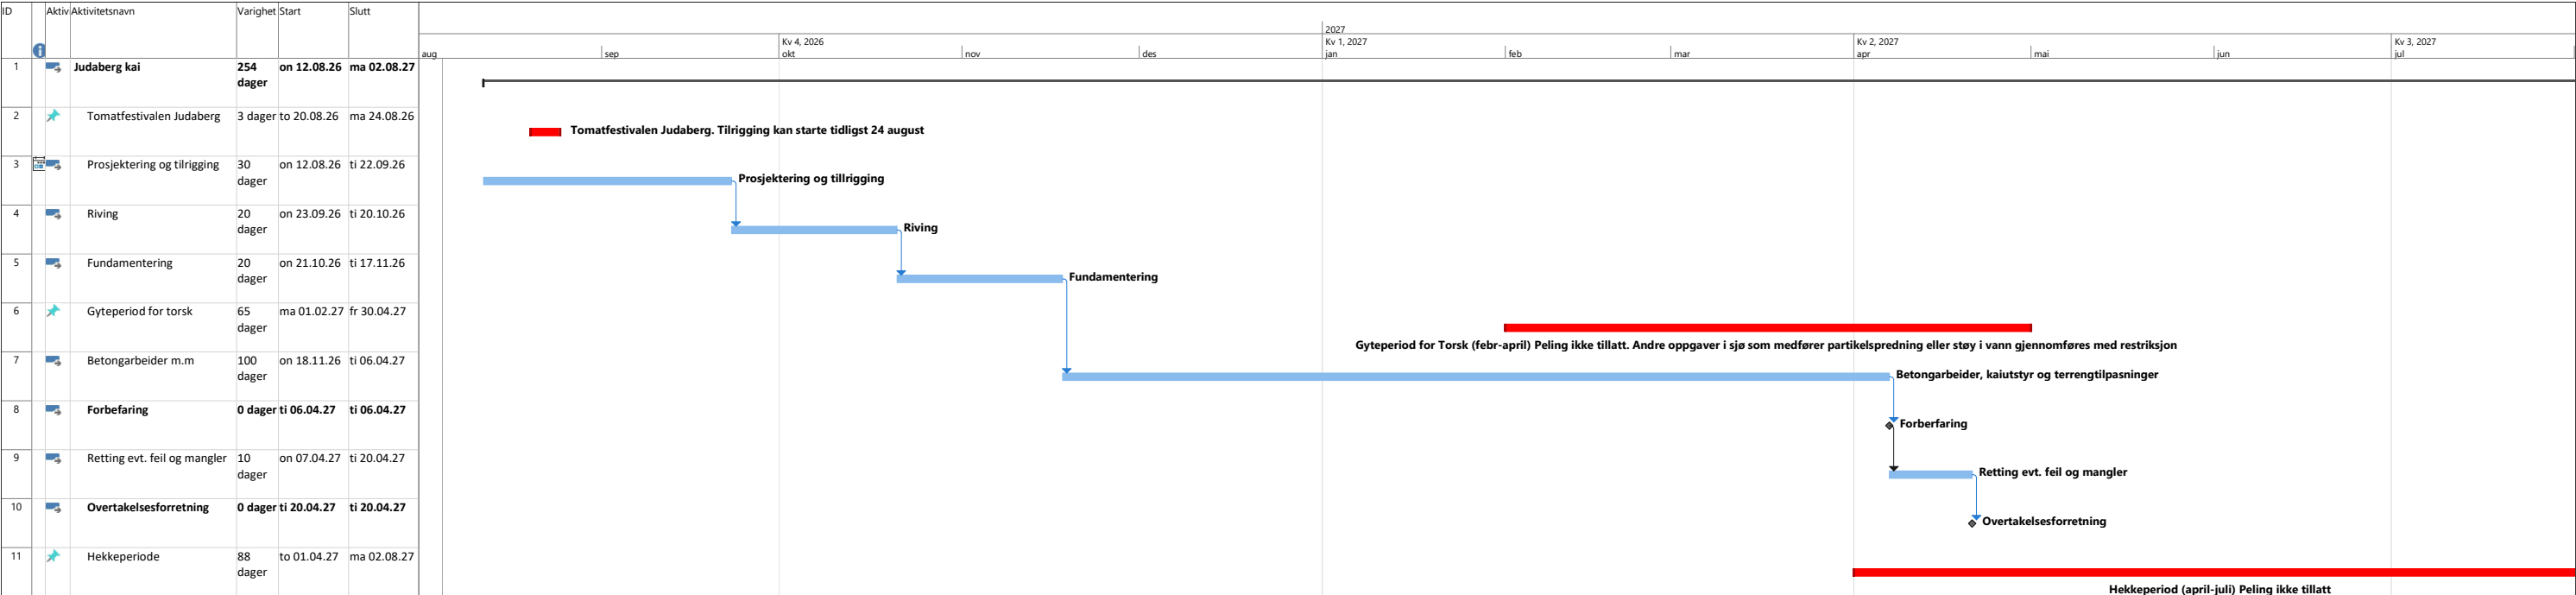 ID Aktiv Aktivitetsnavn Varighet Start Slutt
2027
Kv 4, 2026 Kv 1, 2027 Kv 2, 2027 Kv 3, 2027
aug sep okt nov des jan feb mar apr mai jun jul
1 Judaberg kai 254 dager on 12.08.26 ma 02.08.27
2 Tomatfestivalen Judaberg 3 dager to 20.08.26 ma 24.08.26
Tomatfestivalen Judaberg. Tilrigging kan starte tidligst 24 august
3 Prosjektering og tilrigging 30 dager on 12.08.26 ti 22.09.26
Prosjektering og tillrigging
4 Riving 20 dager on 23.09.26 ti 20.10.26
Riving
5 Fundamentering 20 dager on 21.10.26 ti 17.11.26
Fundamentering
6 Gyteperiod for torsk 65 dager ma 01.02.27 fr 30.04.27
Gyteperiod for Torsk (febr-april) Peling ikke tillatt. Andre oppgaver i sjø som medfører partikelspredning eller støy i vann gjennomføres med restriksjon
7 Betongarbeider m.m 100 dager on 18.11.26 ti 06.04.27
Betongarbeider, kaiutstyr og terrengtilpasninger
8 Forbefaring 0 dager ti 06.04.27 ti 06.04.27
Forberfaring
9 Retting evt. feil og mangler 10 dager on 07.04.27 ti 20.04.27
Retting evt. feil og mangler
10 Overtakelsesforretning 0 dager ti 20.04.27 ti 20.04.27
Overtakelsesforretning
11 Hekkeperiode 88 dager to 01.04.27 ma 02.08.27
Hekkeperiod (april-juli) Peling ikke tillatt